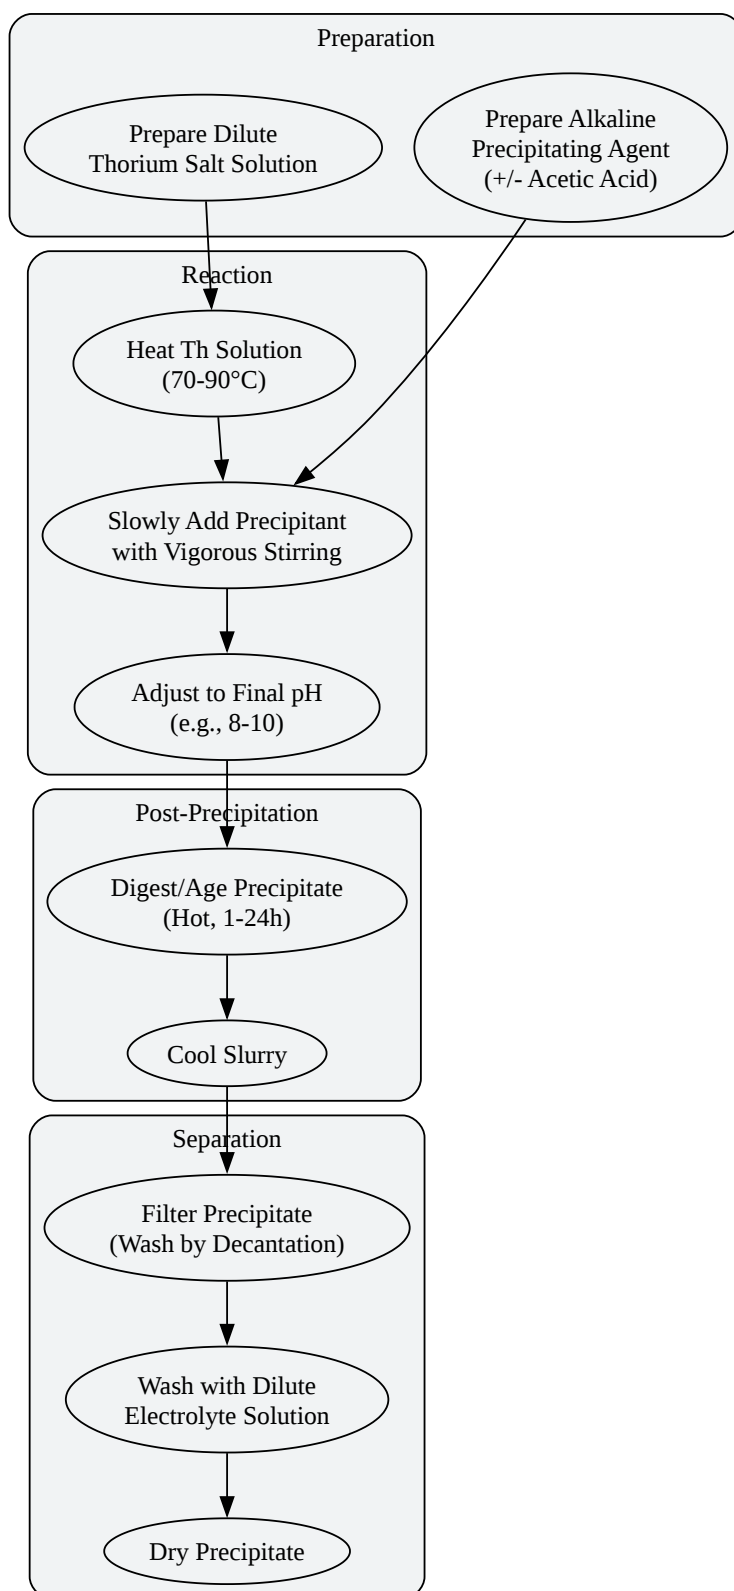 Preparation
Prepare Dilute
Thorium Salt Solution
Prepare Alkaline
Precipitating Agent
(+/- Acetic Acid)
Reaction
Heat Th Solution
(70-90°C)
Slowly Add Precipitant
with Vigorous Stirring
Adjust to Final pH
(e.g., 8-10)
Post-Precipitation
Digest/Age Precipitate
(Hot, 1-24h)
Cool Slurry
Separation
Filter Precipitate
(Wash by Decantation)
Wash with Dilute
Electrolyte Solution
Dry Precipitate